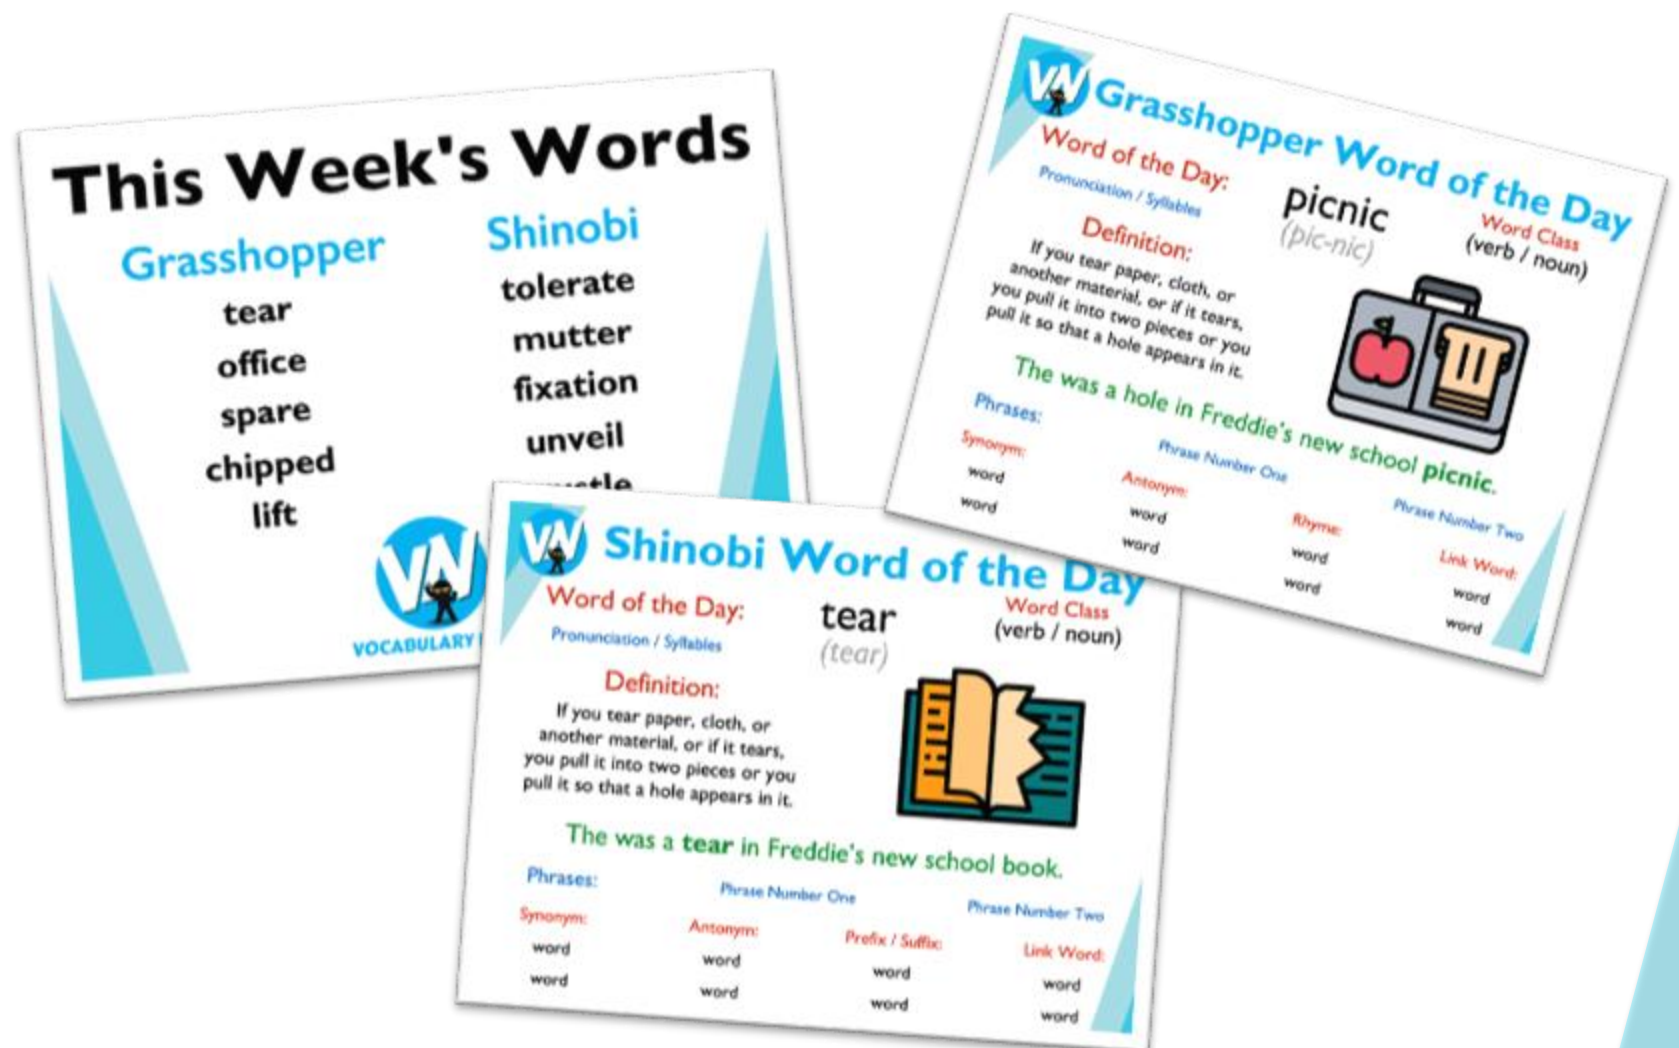 This Week's Words
Grasshopper
tear
office
spare
chipped
lift
Shinobi
tolerate
mutter
fixation
unveil
VN
VOCABULARY
VN
Grasshopper Word of the Day
Word of the Day:
Pronunciation / Syllables
picnic
(pic-nic)
Word Class
(verb / noun)
Definition:
If you tear paper, cloth, or
another material, or if it tears,
you pull it into two pieces or you
pull it so that a hole appears in it.
The was a hole in Freddie's new school picnic.
Phrases:
Phrase Number One
Phrase Number Two
Synonym:
word
word
Antonym:
word
word
Rhyme:
word
word
Link Word:
word
word
VN
Shinobi Word of the Day
Word of the Day:
Pronunciation / Syllables
tear
(tear)
Word Class
(verb / noun)
Definition:
If you tear paper, cloth, or
another material, or if it tears,
you pull it into two pieces or you
pull it so that a hole appears in it.
The was a tear in Freddie's new school book.
Phrases:
Phrase Number One
Phrase Number Two
Synonym:
word
word
Antonym:
word
word
Prefix / Suffix:
word
word
Link Word:
word
word